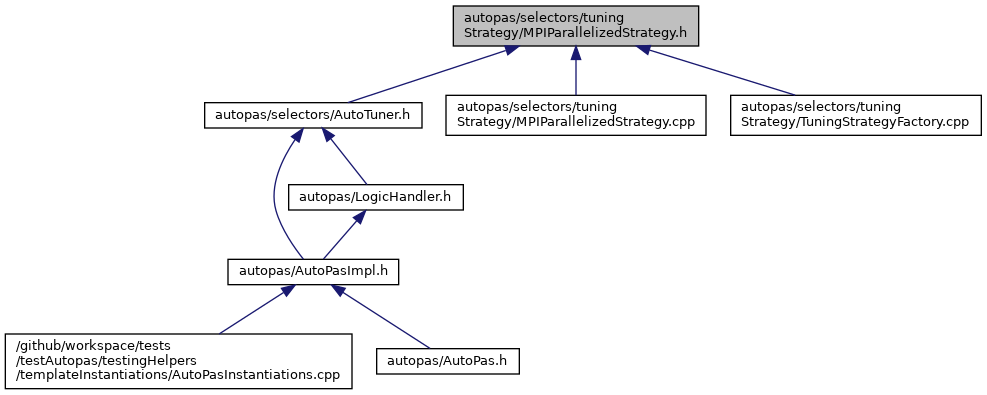 autopas/selectors/tuning
Strategy/MPIParallelizedStrategy.h
autopas/selectors/AutoTuner.h
autopas/selectors/tuning
Strategy/MPIParallelizedStrategy.cpp
autopas/selectors/tuning
Strategy/TuningStrategyFactory.cpp
autopas/LogicHandler.h
autopas/AutoPasImpl.h
/github/workspace/tests
/testAutopas/testingHelpers
/templateInstantiations/AutoPasInstantiations.cpp
autopas/AutoPas.h